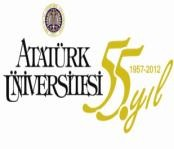 ATATÜRK
ÜNİVERSİTESİ
55.yıl
1957-2012